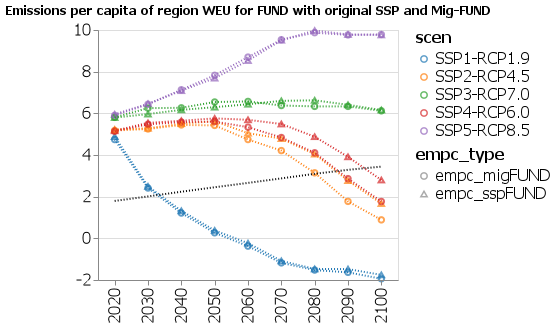 Emissions per capita of region WEU for FUND with original SSP and Mig-FUND
10
8
6
4
2
0
-2
2020
2030
2040
2050
2060
2070
2080
2090
2100
scen
SSP1-RCP1.9
SSP2-RCP4.5
SSP3-RCP7.0
SSP4-RCP6.0
SSP5-RCP8.5
empc_type
empc_migFUND
empc_sspFUND